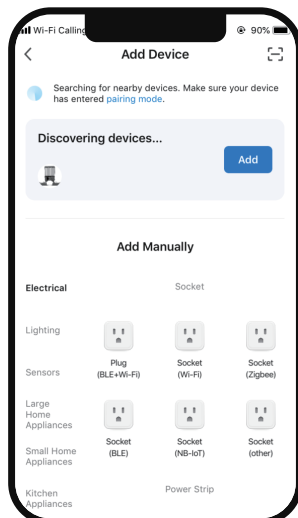 Wi-Fi Calling
90%
Add Device
Searching for nearby devices. Make sure your device
has entered pairing mode.
Discovering devices...
Add
Add Manually
Electrical
Socket
Lighting
Plug
(BLE+Wi-Fi)
Socket
(Wi-Fi)
Socket
(Zigbee)
Sensors
Large
Home
Appliances
Socket
(BLE)
Socket
(NB-IoT)
Socket
(other)
Small Home
Appliances
Power Strip
Kitchen
Appliances